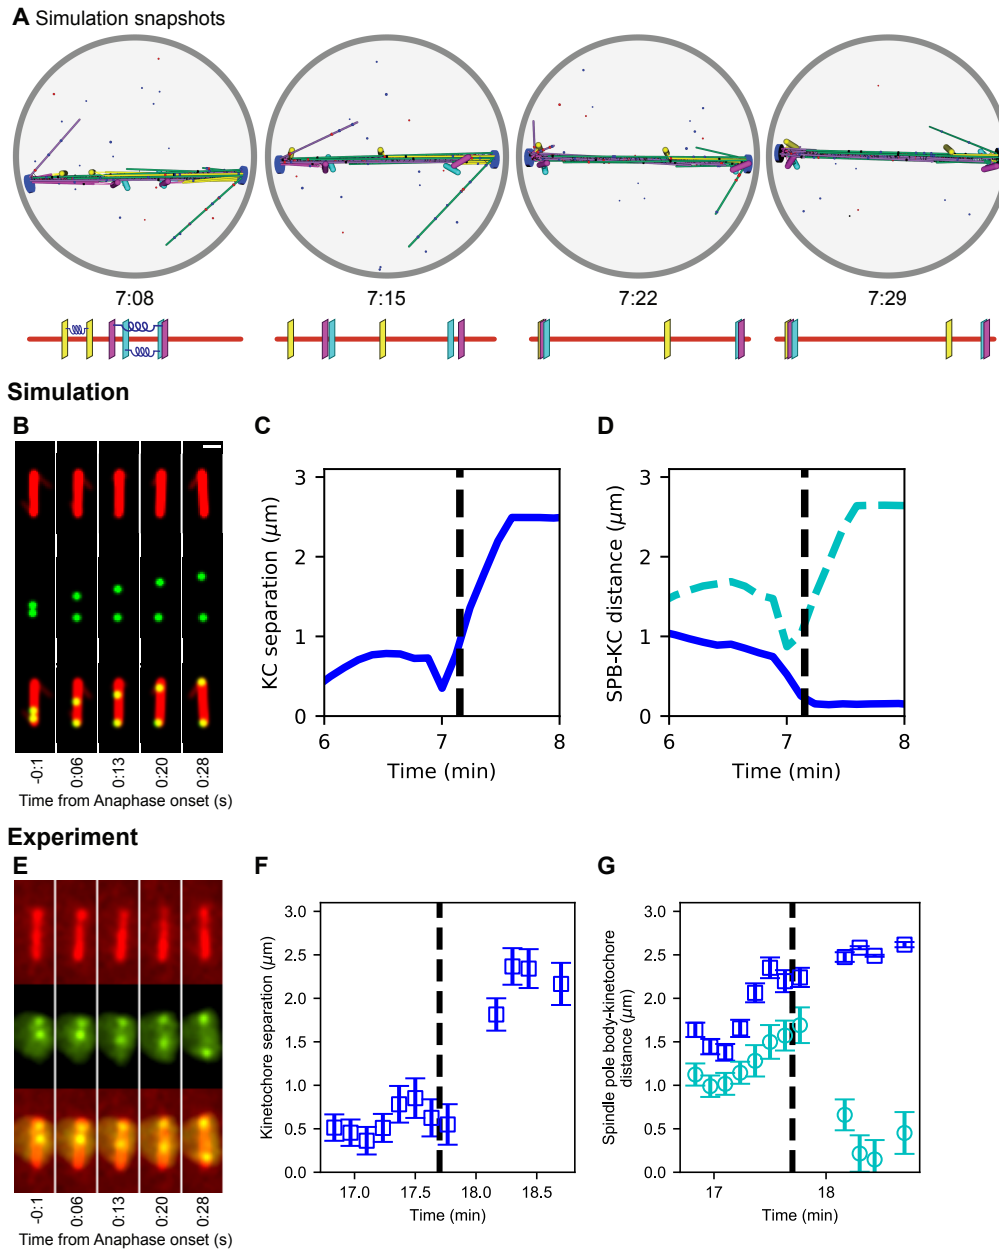 A Simulation snapshots
7:08 7:15 7:22 7:29
Simulation
B
-0:1 0:06 0:13 0:20 0:28
Time from Anaphase onset (s)
C
KC separation (μm)
3
2
1
0
6 7 8
Time (min)
D
SPB-KC distance (μm)
3
2
1
0
6 7 8
Time (min)
Experiment
E
-0:1 0:06 0:13 0:20 0:28
Time from Anaphase onset (s)
F
Kinetochore separation (μm)
3.0
2.5
2.0
1.5
1.0
0.5
0.0
17.0 17.5 18.0 18.5
Time (min)
G
Spindle pole body-kinetochore
distance (μm)
3.0
2.5
2.0
1.5
1.0
0.5
0.0
17 18
Time (min)